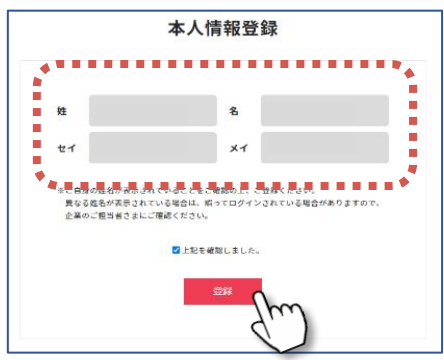 本人情報登録
姓 名
セイ メイ
※ご自身の姓名が表示されていることをご確認の上、ご登録ください。
異なる姓名が表示されている場合は、誤ってログインされている場合がありますので、
企業のご担当者さまにご確認ください。
上記を確認しました。
登録